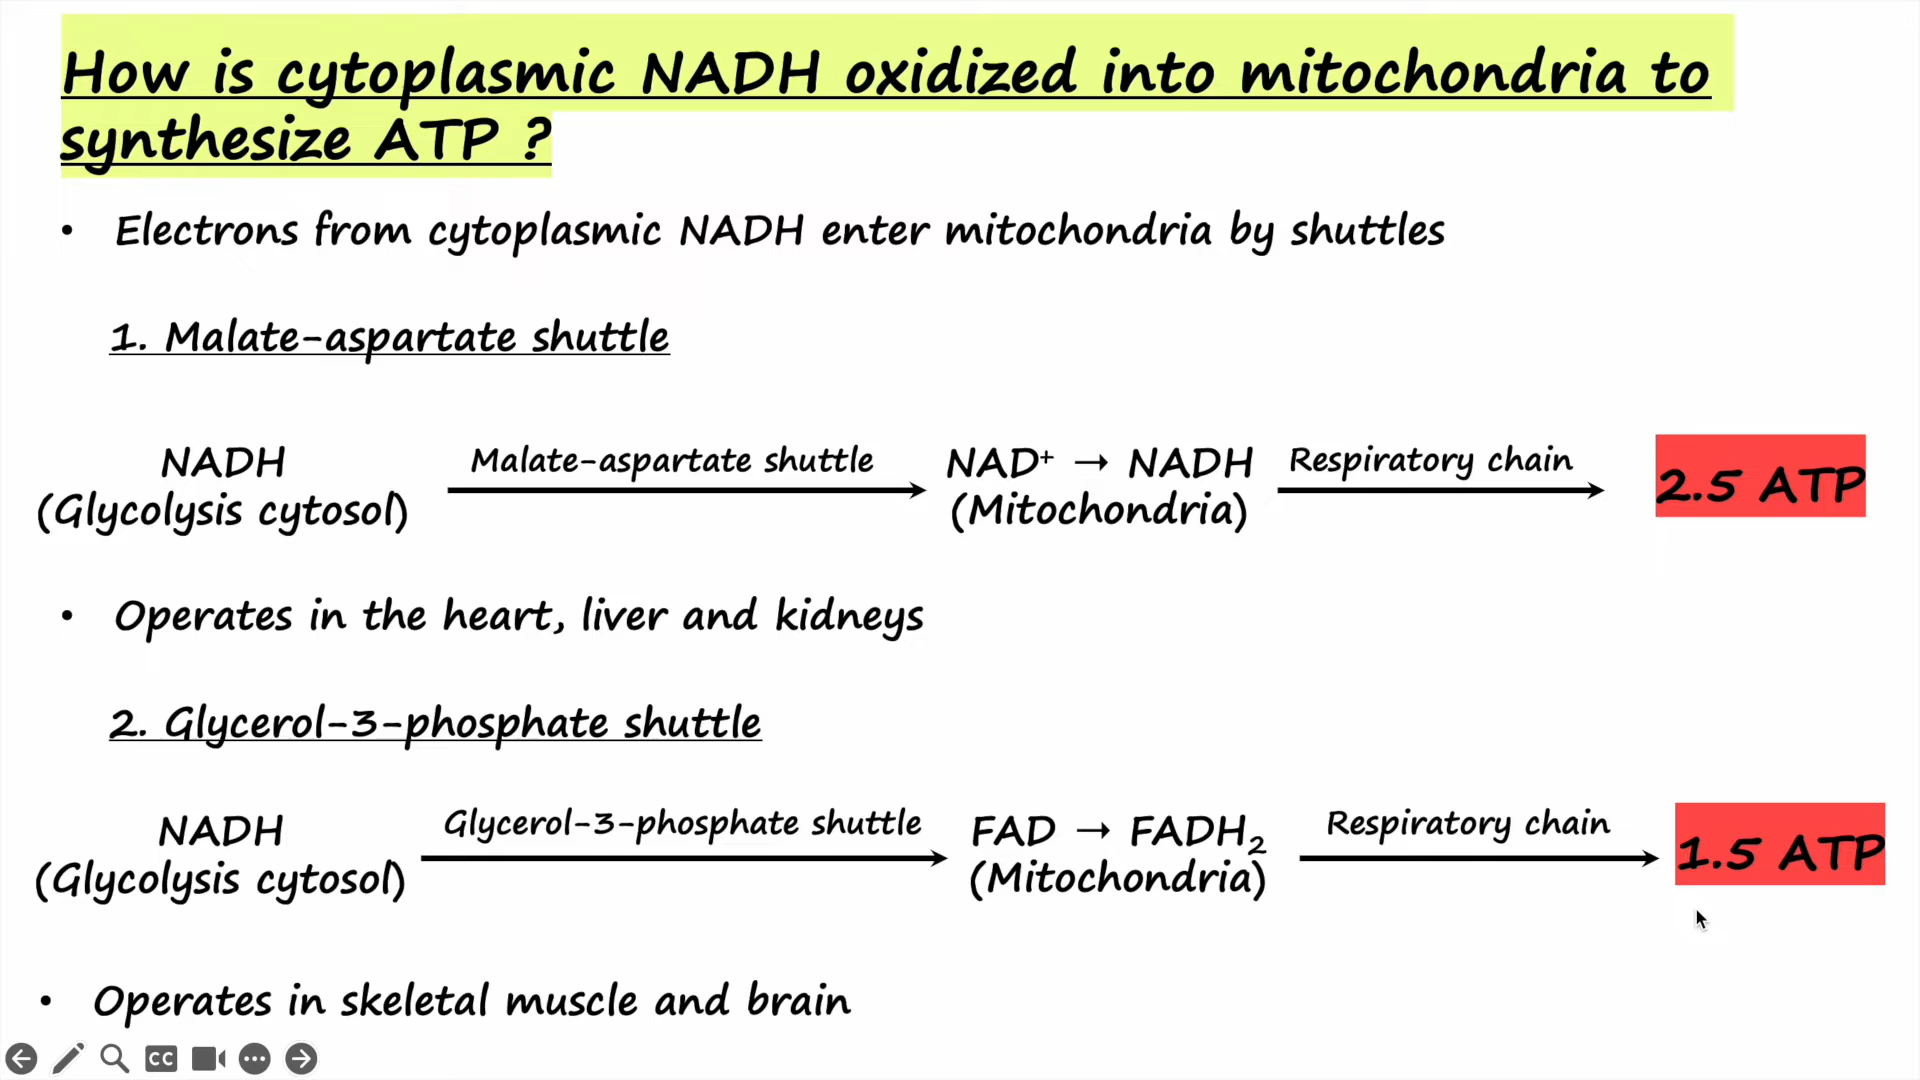 How is cytoplasmic NADH oxidized into mitochondria to
synthesize ATP ?
• Electrons from cytoplasmic NADH enter mitochondria by shuttles
1. Malate-aspartate shuttle
NADH
(Glycolysis cytosol)
Malate-aspartate shuttle
NAD⁺ → NADH
(Mitochondria)
Respiratory chain
2.5 ATP
• Operates in the heart, liver and kidneys
2. Glycerol-3-phosphate shuttle
NADH
(Glycolysis cytosol)
Glycerol-3-phosphate shuttle
FAD → FADH₂
(Mitochondria)
Respiratory chain
1.5 ATP
• Operates in skeletal muscle and brain
CC